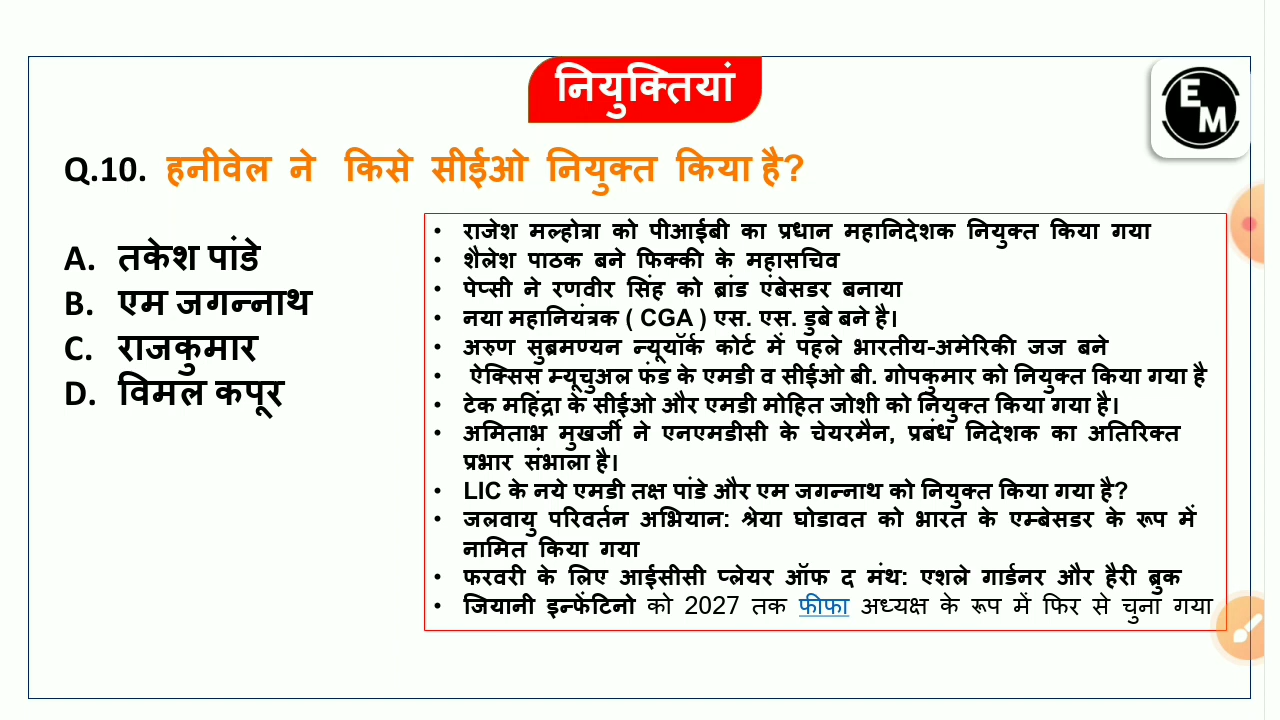 नियुक्तियां
E
M
Q.10. हनीवेल ने किसे सीईओ नियुक्त किया है?
A. तकेश पांडे
B. एम जगन्नाथ
C. राजकुमार
D. विमल कपूर
• राजेश मल्होत्रा को पीआईबी का प्रधान महानिदेशक नियुक्त किया गया
• शैलेश पाठक बने फिक्की के महासचिव
• पेप्सी ने रणवीर सिंह को ब्रांड एंबेसडर बनाया
• नया महानियंत्रक ( CGA ) एस. एस. डुबे बने है।
• अरुण सुब्रमण्यन न्यूयॉर्क कोर्ट में पहले भारतीय-अमेरिकी जज बने
• ऐक्सिस म्यूचुअल फंड के एमडी व सीईओ बी. गोपकुमार को नियुक्त किया गया है
• टेक महिंद्रा के सीईओ और एमडी मोहित जोशी को नियुक्त किया गया है।
• अमिताभ मुखर्जी ने एनएमडीसी के चेयरमैन, प्रबंध निदेशक का अतिरिक्त
प्रभार संभाला है।
• LIC के नये एमडी तक्ष पांडे और एम जगन्नाथ को नियुक्त किया गया है?
• जलवायु परिवर्तन अभियान: श्रेया घोडावत को भारत के एम्बेसडर के रूप में
नामित किया गया
• फरवरी के लिए आईसीसी प्लेयर ऑफ द मंथ: एशले गार्डनर और हैरी ब्रुक
• जियानी इन्फेंटिनो को 2027 तक फीफा अध्यक्ष के रूप में फिर से चुना गया